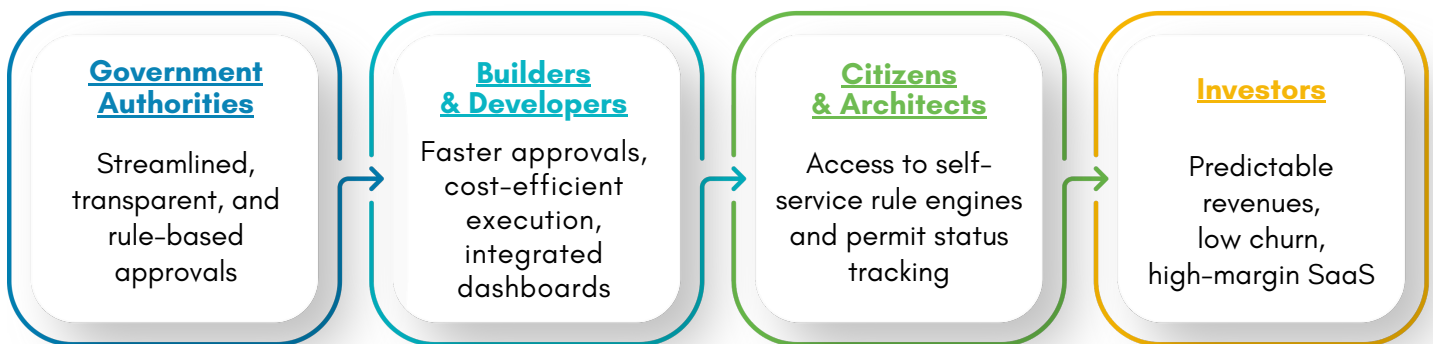 Government
Authorities
Streamlined,
transparent, and
rule-based
approvals
Builders
& Developers
Faster approvals,
cost-efficient
execution,
integrated
dashboards
Citizens
& Architects
Access to self-
service rule engines
and permit status
tracking
Investors
Predictable
revenues,
low churn,
high-margin SaaS